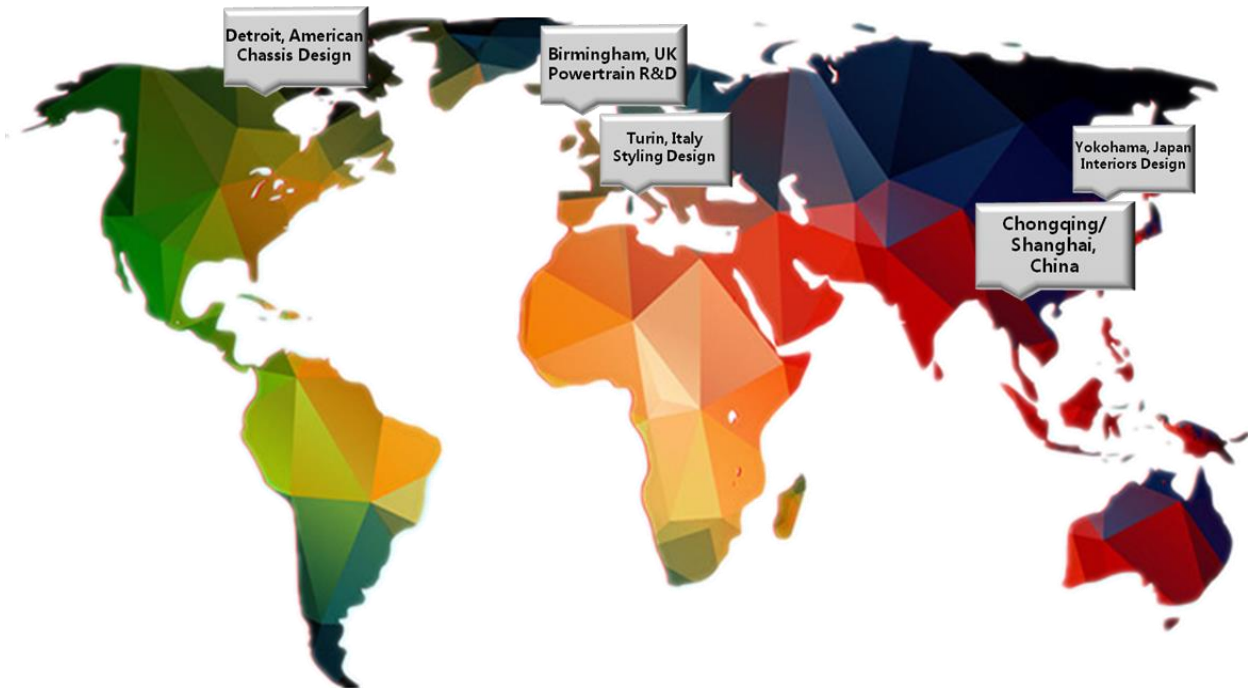 Detroit, American
Chassis Design
Birmingham, UK
Powertrain R&D
Turin, Italy
Styling Design
Yokohama, Japan
Interiors Design
Chongqing/
Shanghai,
China